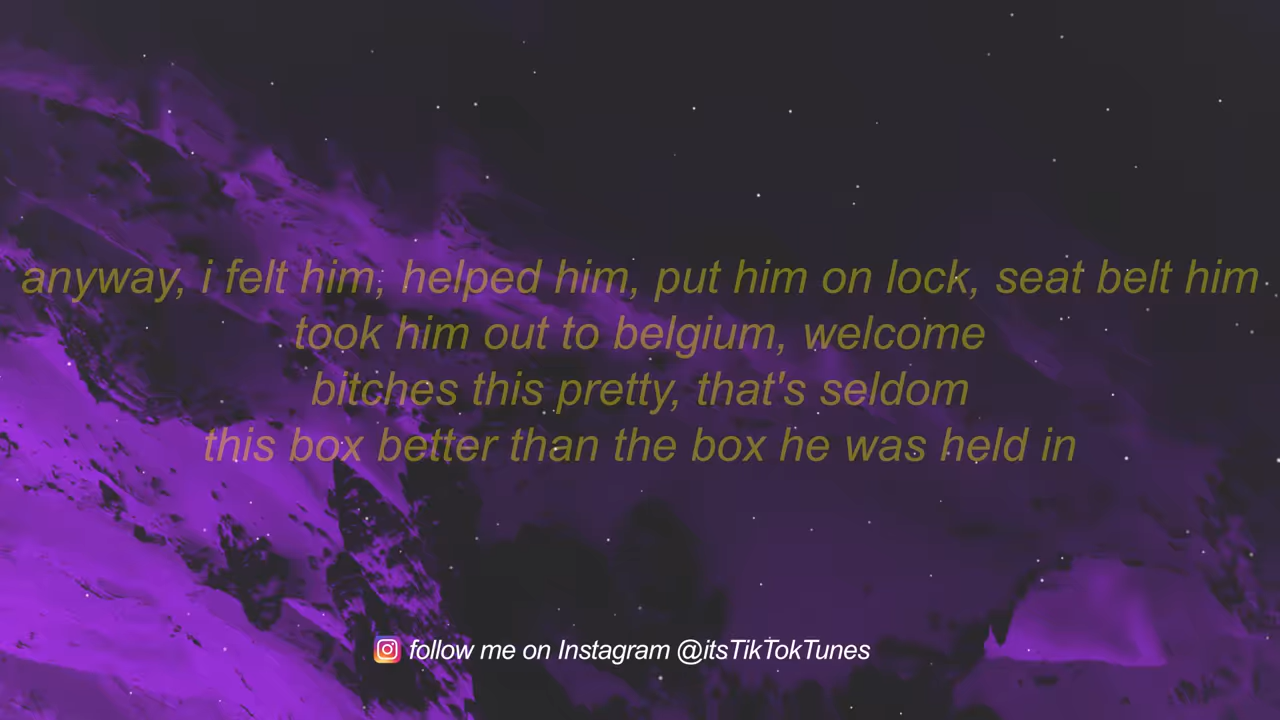 anyway, i felt him, helped him, put him on lock, seat belt him
took him out to belgium, welcome
bitches this pretty, that's seldom
this box better than the box he was held in
follow me on Instagram @itsTikTokTunes